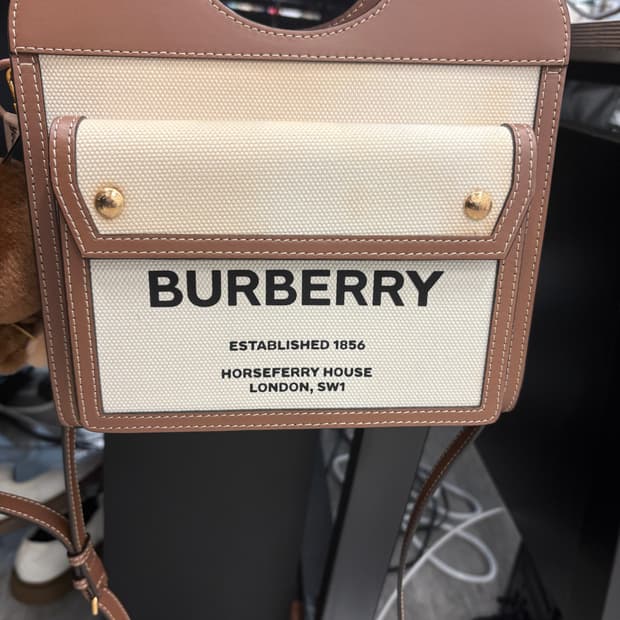 BURBERRY
ESTABLISHED 1856
HORSEFERRY HOUSE
LONDON, SW1